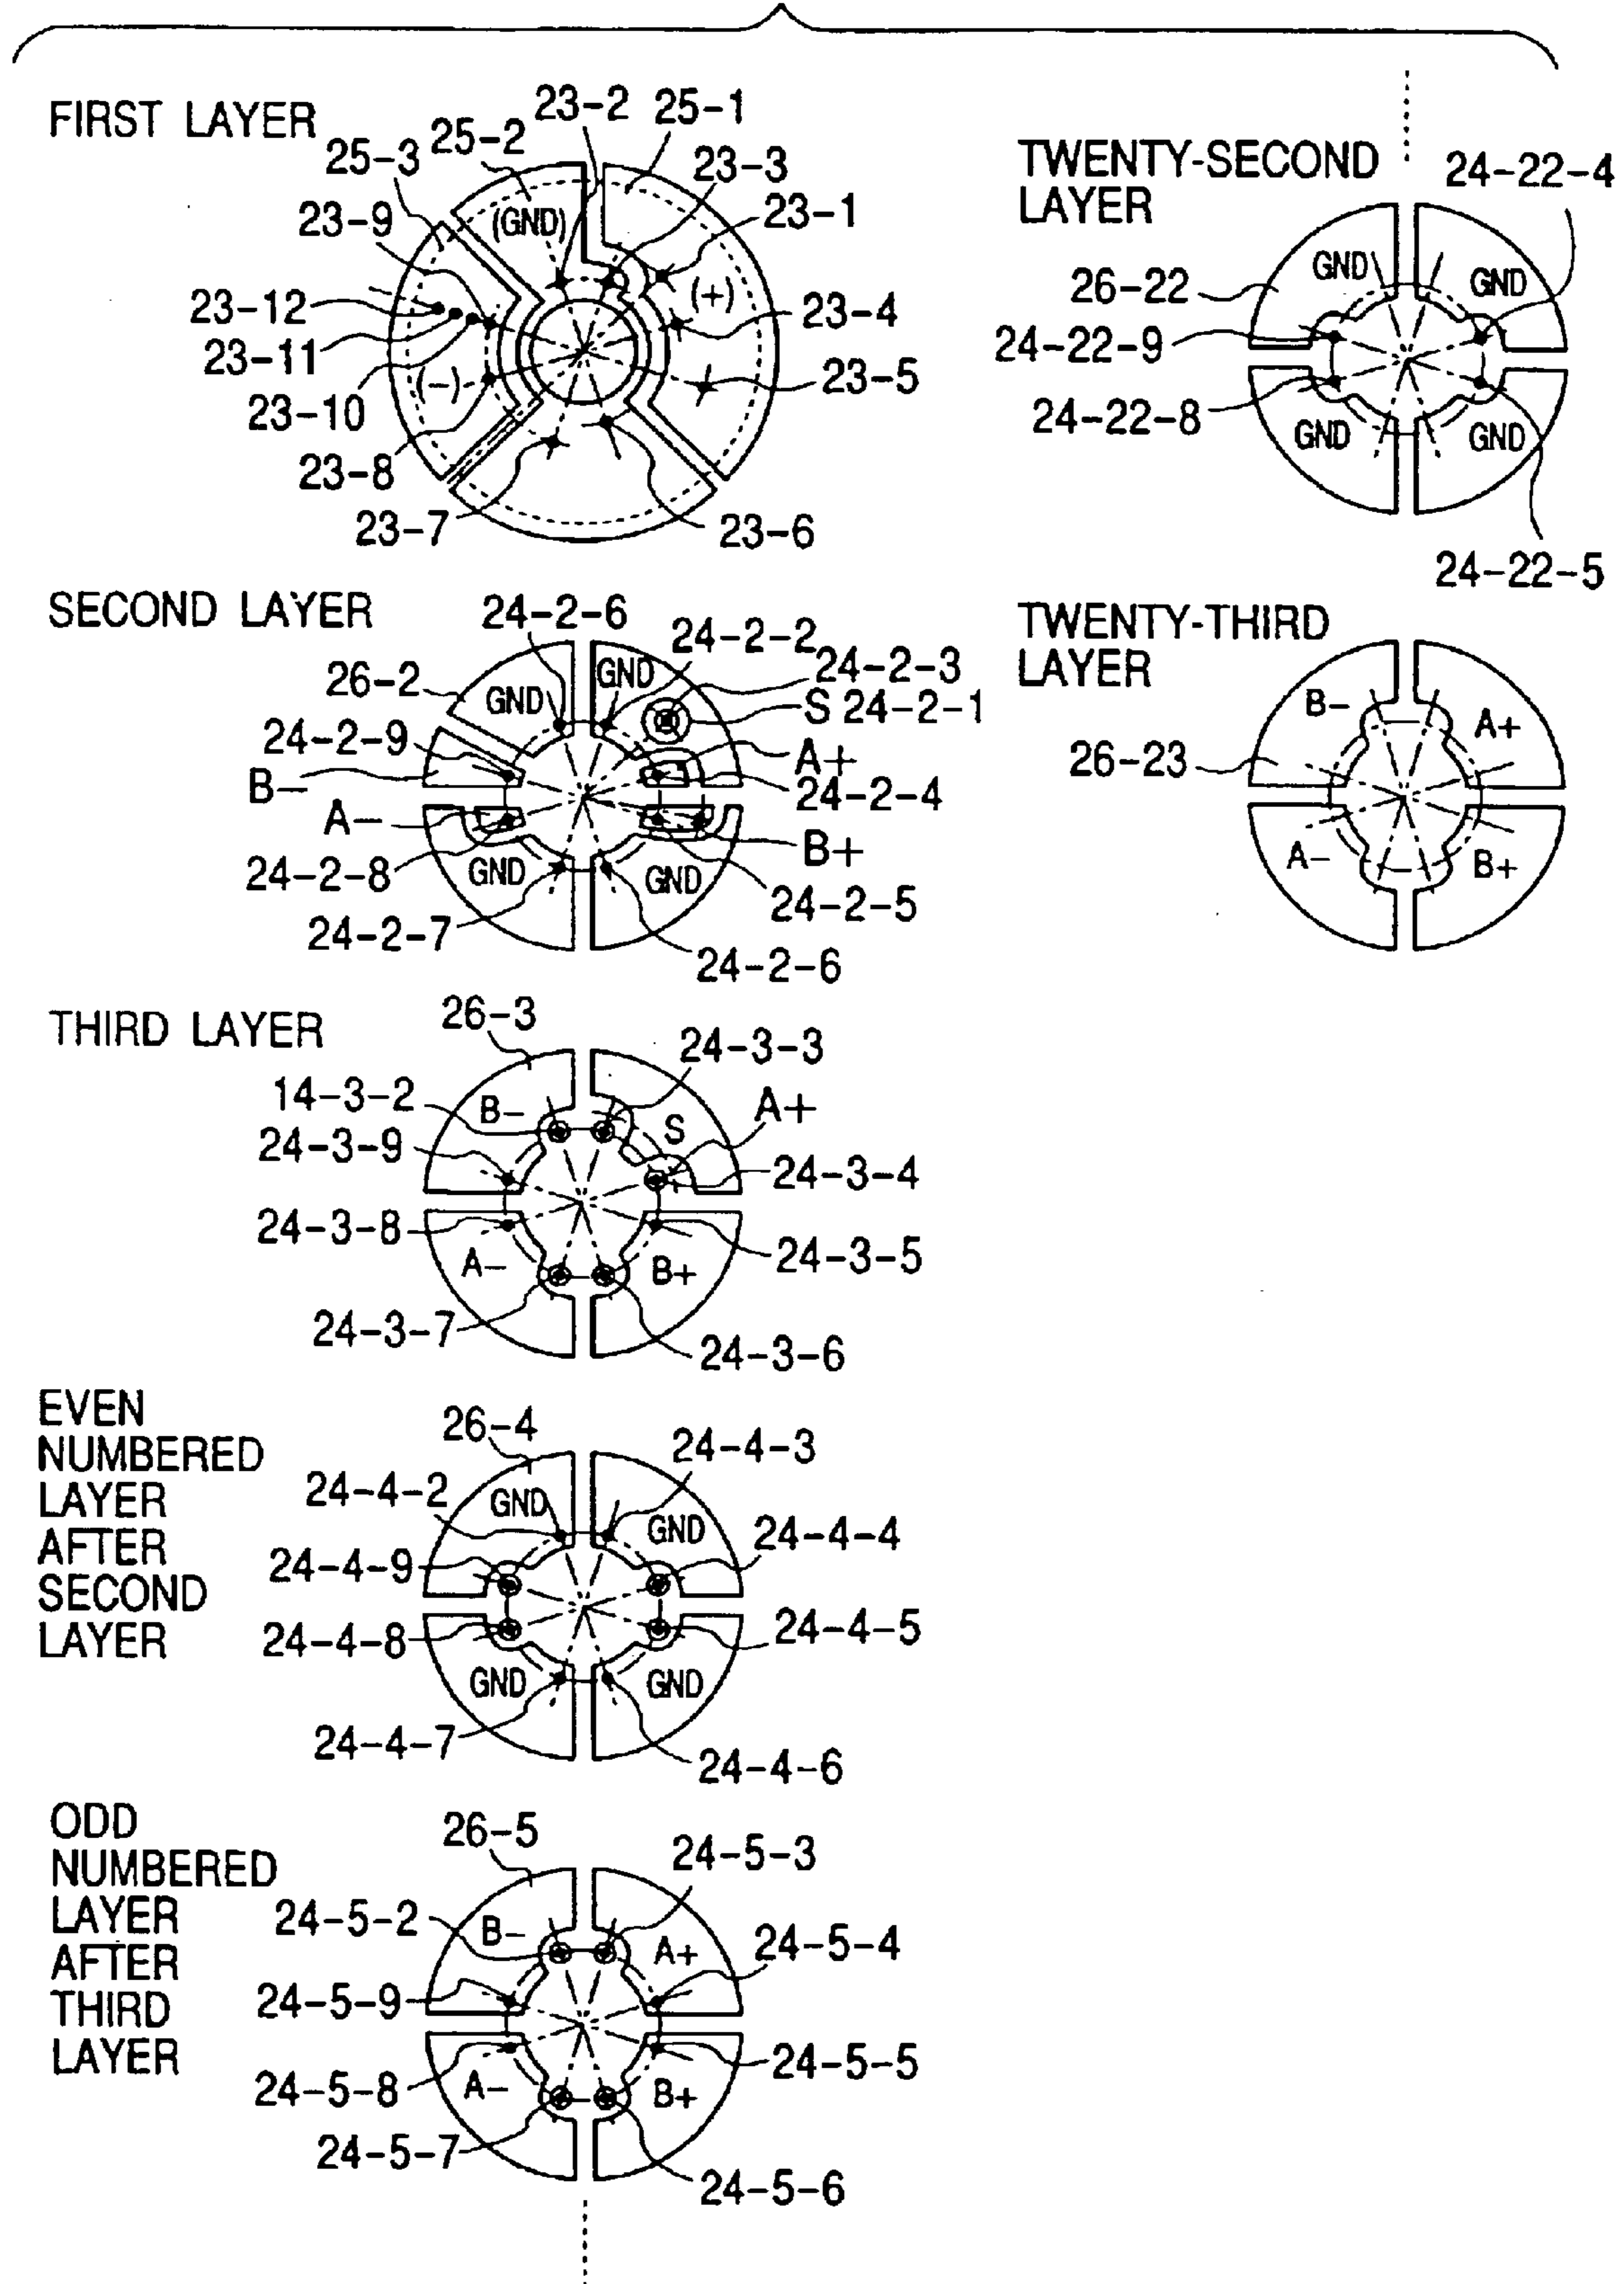 FIRST LAYER
23-2
25-1
25-2
25-3
23-3
23-9
(GND)
23-1
(+)
23-12
23-4
23-11
(-)
23-5
23-10
23-8
23-7
23-6
SECOND LAYER
24-2-6
24-2-2
26-2
GND
GND
24-2-3
S 24-2-1
24-2-9
A+
B-
24-2-4
A-
B+
24-2-8
GND
GND
24-2-5
24-2-7
24-2-6
THIRD LAYER
26-3
24-3-3
14-3-2
B-
A+
S
24-3-9
24-3-4
24-3-8
24-3-5
A-
B+
24-3-7
24-3-6
EVEN
NUMBERED
LAYER
AFTER
SECOND
LAYER
26-4
24-4-3
24-4-2
GND
GND
24-4-4
24-4-9
24-4-8
24-4-5
GND
GND
24-4-7
24-4-6
ODD
NUMBERED
LAYER
AFTER
THIRD
LAYER
26-5
24-5-3
24-5-2
B-
A+
24-5-4
24-5-9
24-5-5
24-5-8
A-
B+
24-5-7
24-5-6
TWENTY-SECOND
LAYER
24-22-4
GND
GND
26-22
24-22-9
24-22-8
GND
GND
24-22-5
TWENTY-THIRD
LAYER
B-
A+
26-23
A-
B+